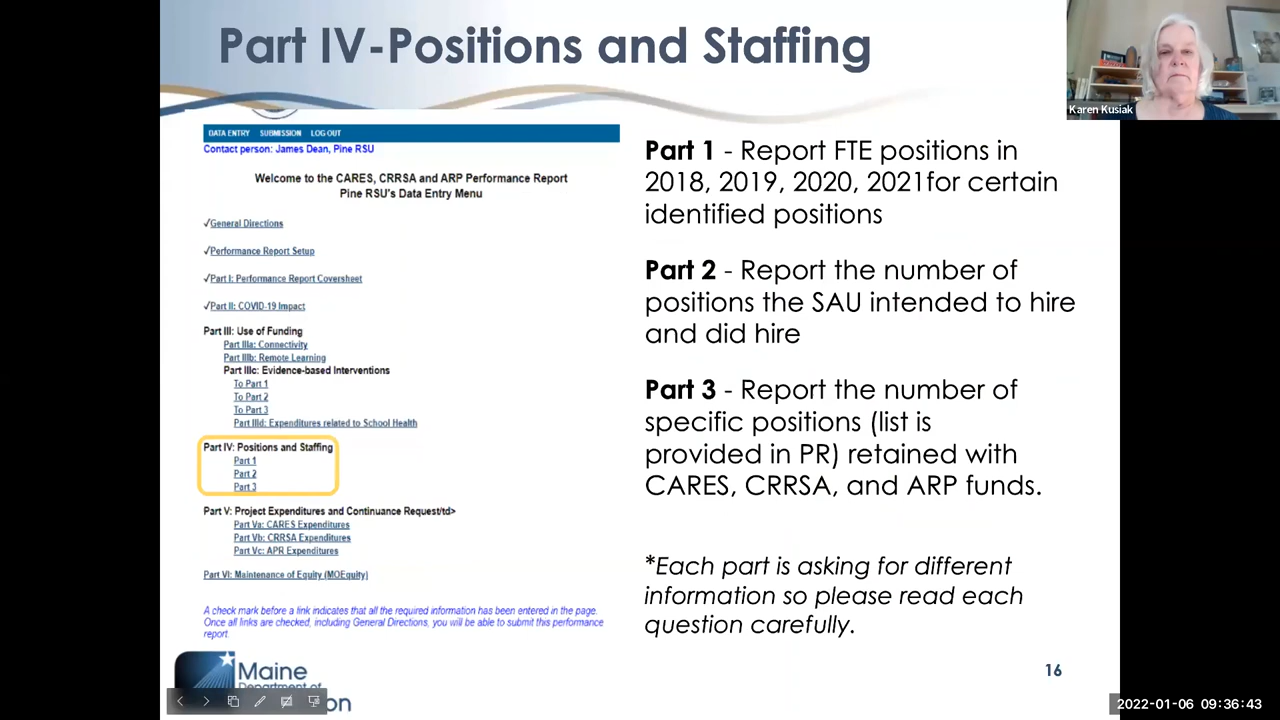 Part IV-Positions and Staffing
Karen Kusiak
DATA ENTRY SUBMISSION LOG OUT
Contact person: James Dean, Pine RSU
Welcome to the CARES, CRRSA and ARP Performance Report
Pine RSU's Data Entry Menu
√General Directions
√Performance Report Setup
√Part I: Performance Report Coversheet
√Part II: COVID-19 Impact
Part III: Use of Funding
Part IIIa: Connectivity
Part IIIb: Remote Learning
Part IIIc: Evidence-based Interventions
To Part 1
To Part 2
To Part 3
Part IIId: Expenditures related to School Health
Part IV: Positions and Staffing
Part 1
Part 2
Part 3
Part V: Project Expenditures and Continuance Request/td>
Part Va: CARES Expenditures
Part Vb: CRRSA Expenditures
Part Vc: APR Expenditures
Part VI: Maintenance of Equity (MOEquity)
A check mark before a link indicates that all the required information has been entered in the page.
Once all links are checked, including General Directions, you will be able to submit this performance
report.
Part 1 - Report FTE positions in
2018, 2019, 2020, 2021for certain
identified positions
Part 2 - Report the number of
positions the SAU intended to hire
and did hire
Part 3 - Report the number of
specific positions (list is
provided in PR) retained with
CARES, CRRSA, and ARP funds.
*Each part is asking for different
information so please read each
question carefully.
Maine
Department of
on
16
2022-01-06 09:36:43